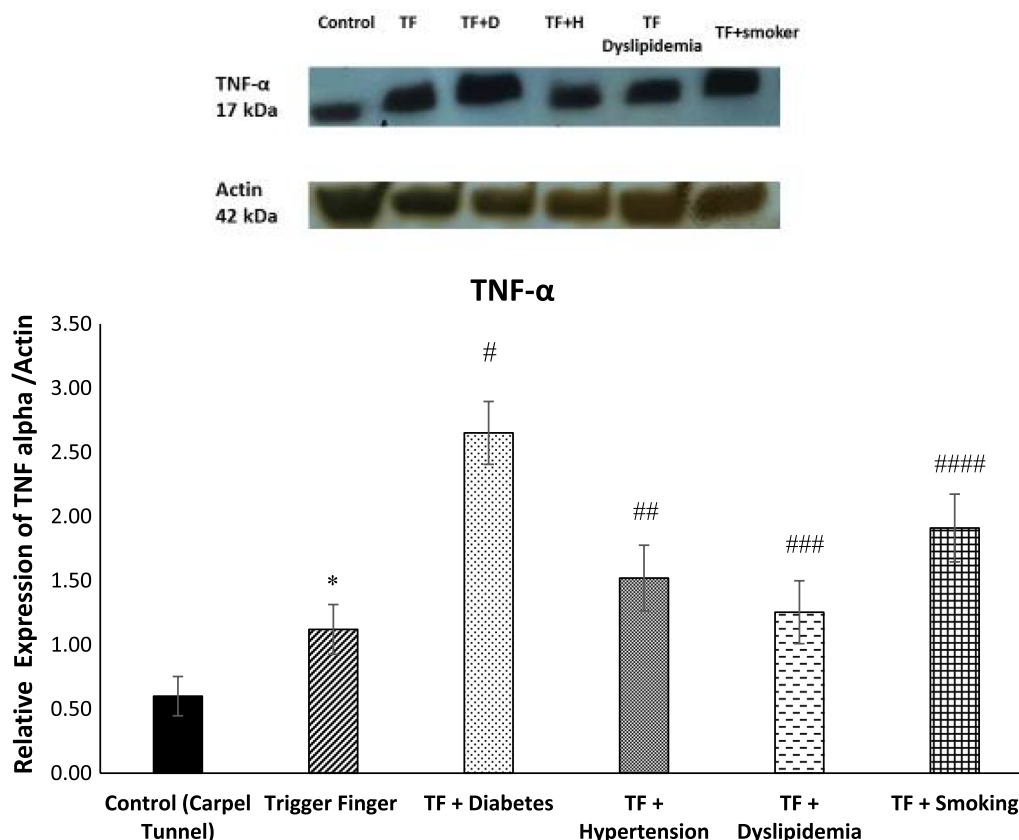 Control TF TF+D TF+H TF Dyslipidemia TF+smoker
TNF-α
17 kDa
Actin
42 kDa
TNF-α
Relative Expression of TNF alpha /Actin
3.50
3.00
2.50
2.00
1.50
1.00
0.50
0.00
*
#
##
###
####
Control (Carpel Tunnel)
Trigger Finger
TF + Diabetes
TF + Hypertension
TF + Dyslipidemia
TF + Smoking